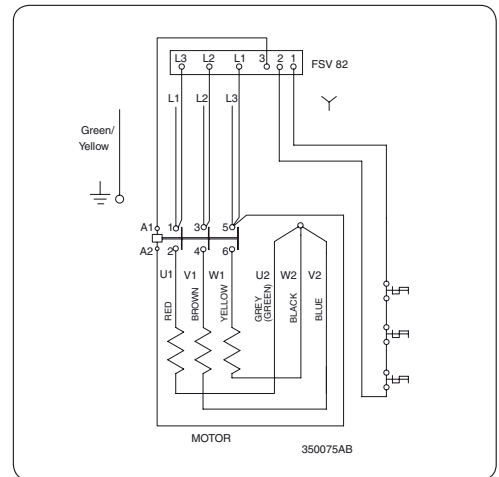 L3 L2 L1 3 2 1
FSV 82
L1 L2 L3
Green/
Yellow
A1 1 3 5
A2 2 4 6
U1 V1 W1 U2 W2 V2
RED
BROWN
YELLOW
GREY
(GREEN)
BLACK
BLUE
MOTOR
350075AB